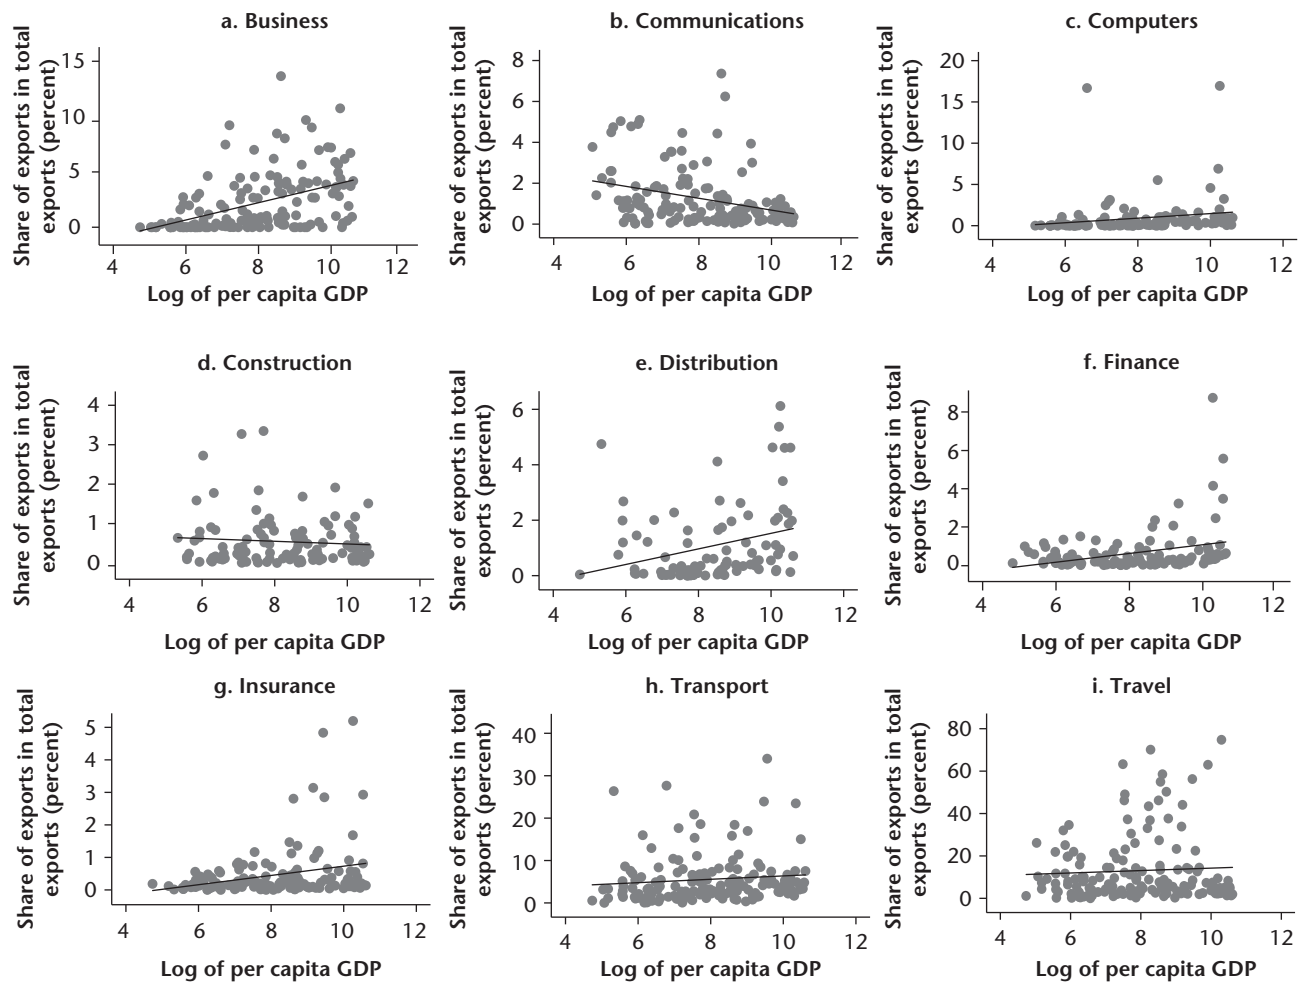 a. Business
b. Communications
c. Computers
Share of exports in total
exports (percent)
15
10
5
0
4 6 8 10 12
Log of per capita GDP
Share of exports in total
exports (percent)
8
6
4
2
0
6 8 10 12
Log of per capita GDP
Share of exports in total
exports (percent)
20
15
10
5
0
4 6 8 10 12
Log of per capita GDP
d. Construction
e. Distribution
f. Finance
Share of exports in total
exports (percent)
4
3
2
1
0
4 6 8 10 12
Log of per capita GDP
Share of exports in total
exports (percent)
6
4
2
0
4 6 8 10 12
Log of per capita GDP
Share of exports in total
exports (percent)
8
6
4
2
0
4 6 8 10 12
Log of per capita GDP
g. Insurance
h. Transport
i. Travel
Share of exports in total
exports (percent)
5
4
3
2
1
0
4 6 8 10 12
Log of per capita GDP
Share of exports in total
exports (percent)
40
30
20
10
0
4 6 8 10 12
Log of per capita GDP
Share of exports in total
exports (percent)
80
60
40
20
0
4 6 8 10 12
Log of per capita GDP